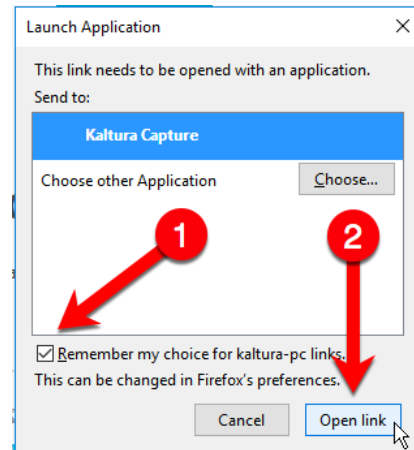 Launch Application
This link needs to be opened with an application.
Send to:
Kaltura Capture
Choose other Application
Choose...
1
2
Remember my choice for kaltura-pc links.
This can be changed in Firefox's preferences.
Cancel
Open link